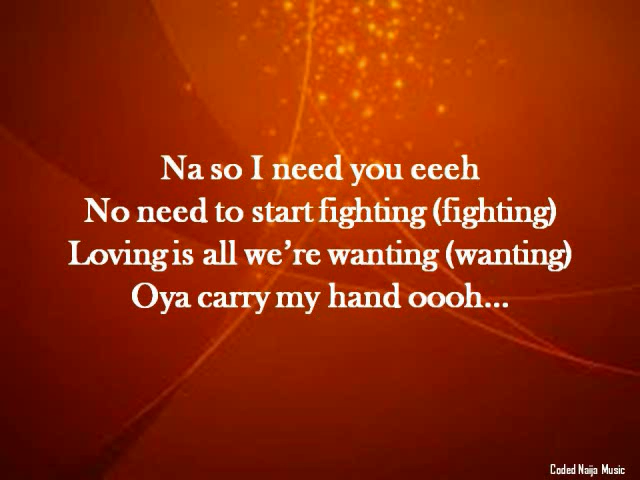 Na so I need you eeeh
No need to start fighting (fighting)
Loving is all we're wanting (wanting)
Oya carry my hand oooh...
Coded Naija Music